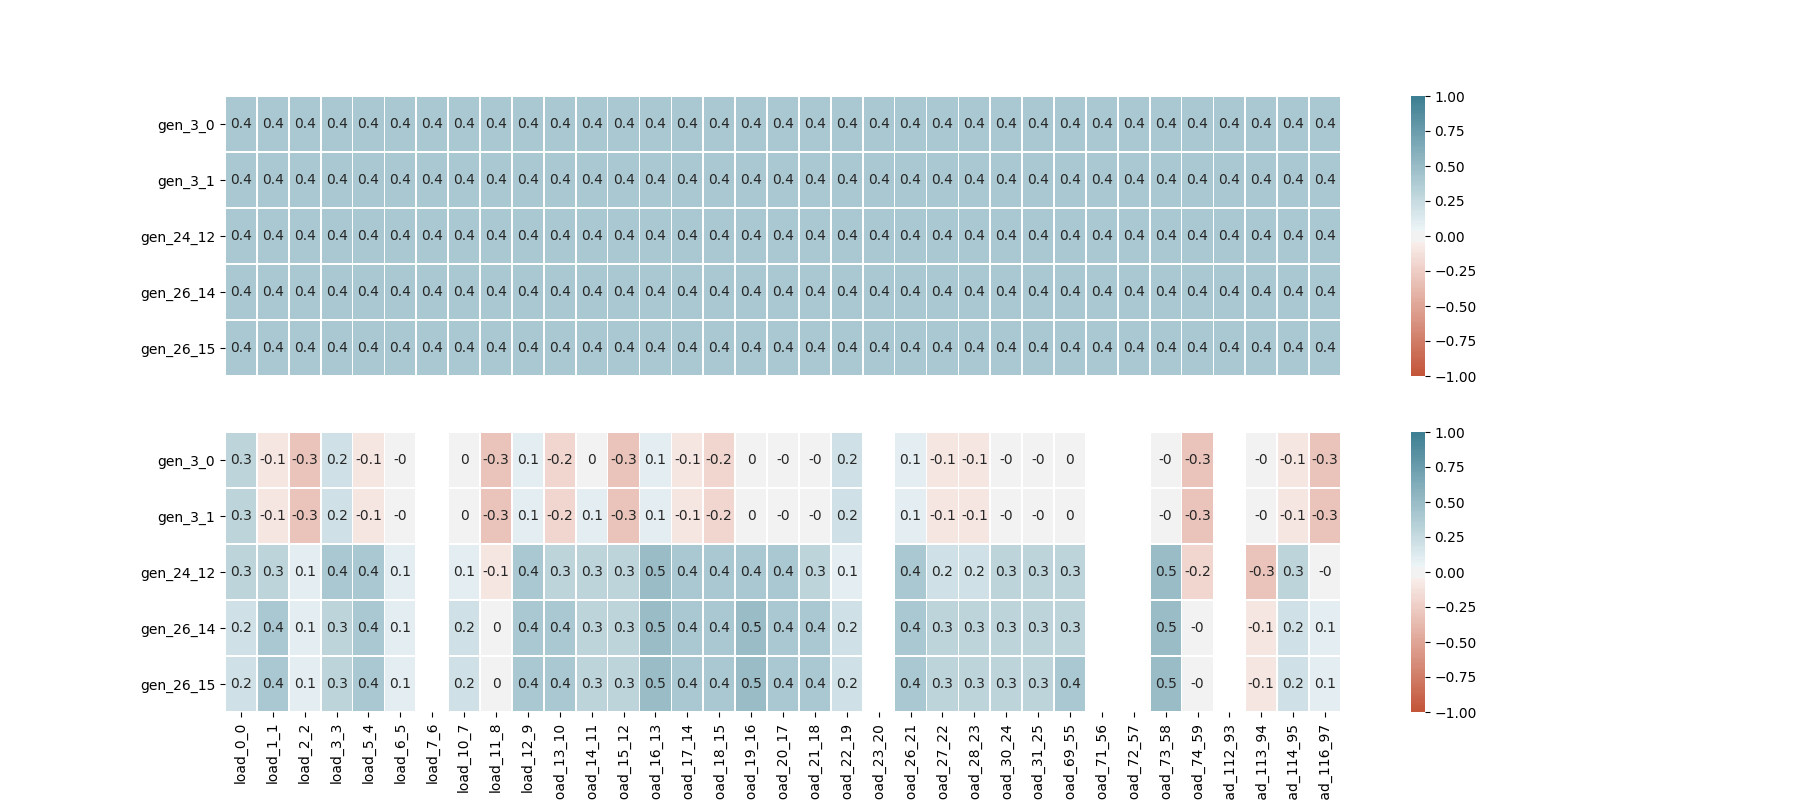 gen_3_0 0.4 0.4 0.4 0.4 0.4 0.4 0.4 0.4 0.4 0.4 0.4 0.4 0.4 0.4 0.4 0.4 0.4 0.4 0.4 0.4 0.4 0.4 0.4 0.4 0.4 0.4 0.4 0.4 0.4 0.4 0.4 0.4 0.4 0.4 0.4
gen_3_1 0.4 0.4 0.4 0.4 0.4 0.4 0.4 0.4 0.4 0.4 0.4 0.4 0.4 0.4 0.4 0.4 0.4 0.4 0.4 0.4 0.4 0.4 0.4 0.4 0.4 0.4 0.4 0.4 0.4 0.4 0.4 0.4 0.4 0.4 0.4
gen_24_12 0.4 0.4 0.4 0.4 0.4 0.4 0.4 0.4 0.4 0.4 0.4 0.4 0.4 0.4 0.4 0.4 0.4 0.4 0.4 0.4 0.4 0.4 0.4 0.4 0.4 0.4 0.4 0.4 0.4 0.4 0.4 0.4 0.4 0.4 0.4
gen_26_14 0.4 0.4 0.4 0.4 0.4 0.4 0.4 0.4 0.4 0.4 0.4 0.4 0.4 0.4 0.4 0.4 0.4 0.4 0.4 0.4 0.4 0.4 0.4 0.4 0.4 0.4 0.4 0.4 0.4 0.4 0.4 0.4 0.4 0.4 0.4
gen_26_15 0.4 0.4 0.4 0.4 0.4 0.4 0.4 0.4 0.4 0.4 0.4 0.4 0.4 0.4 0.4 0.4 0.4 0.4 0.4 0.4 0.4 0.4 0.4 0.4 0.4 0.4 0.4 0.4 0.4 0.4 0.4 0.4 0.4 0.4 0.4
1.00
0.75
0.50
0.25
0.00
−0.25
−0.50
−0.75
−1.00
gen_3_0 0.3 -0.1 -0.3 0.2 -0.1 -0 0 -0.3 0.1 -0.2 0 -0.3 0.1 -0.1 -0.2 0 -0 -0 0.2 0.1 -0.1 -0.1 -0 -0 0 -0 -0.3 -0 -0.1 -0.3
gen_3_1 0.3 -0.1 -0.3 0.2 -0.1 -0 0 -0.3 0.1 -0.2 0.1 -0.3 0.1 -0.1 -0.2 0 -0 -0 0.2 0.1 -0.1 -0.1 -0 -0 0 -0 -0.3 -0 -0.1 -0.3
gen_24_12 0.3 0.3 0.1 0.4 0.4 0.1 0.1 -0.1 0.4 0.3 0.3 0.3 0.5 0.4 0.4 0.4 0.4 0.3 0.1 0.4 0.2 0.2 0.3 0.3 0.3 0.5 -0.2 -0.3 0.3 -0
gen_26_14 0.2 0.4 0.1 0.3 0.4 0.1 0.2 0 0.4 0.4 0.3 0.3 0.5 0.4 0.4 0.5 0.4 0.4 0.2 0.4 0.3 0.3 0.3 0.3 0.3 0.5 -0 -0.1 0.2 0.1
gen_26_15 0.2 0.4 0.1 0.3 0.4 0.1 0.2 0 0.4 0.4 0.3 0.3 0.5 0.4 0.4 0.5 0.4 0.4 0.2 0.4 0.3 0.3 0.3 0.3 0.4 0.5 -0 -0.1 0.2 0.1
1.00
0.75
0.50
0.25
0.00
−0.25
−0.50
−0.75
−1.00
load_0_0
load_1_1
load_2_2
load_3_3
load_5_4
load_6_5
load_7_6
load_10_7
load_11_8
load_12_9
oad_13_10
oad_14_11
oad_15_12
oad_16_13
oad_17_14
oad_18_15
oad_19_16
oad_20_17
oad_21_18
oad_22_19
oad_23_20
oad_26_21
oad_27_22
oad_28_23
oad_30_24
oad_31_25
oad_69_55
oad_71_56
oad_72_57
oad_73_58
oad_74_59
ad_112_93
ad_113_94
ad_114_95
ad_116_97